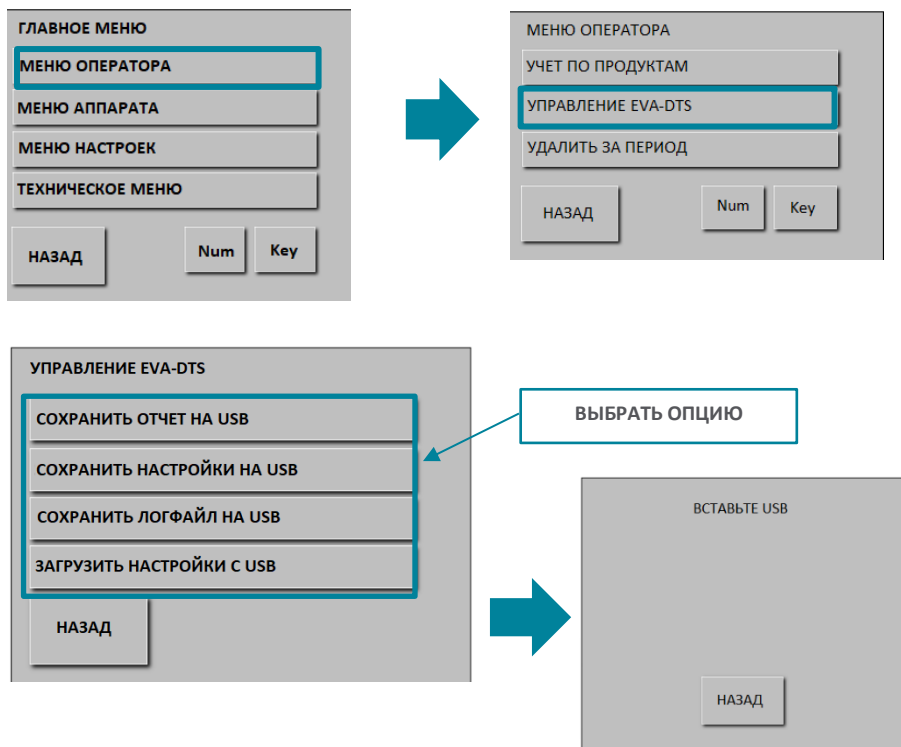 ГЛАВНОЕ МЕНЮ
МЕНЮ ОПЕРАТОРА
МЕНЮ АППАРАТА
МЕНЮ НАСТРОЕК
ТЕХНИЧЕСКОЕ МЕНЮ
НАЗАД
Num
Key
МЕНЮ ОПЕРАТОРА
УЧЕТ ПО ПРОДУКТАМ
УПРАВЛЕНИЕ EVA-DTS
УДАЛИТЬ ЗА ПЕРИОД
НАЗАД
Num
Key
УПРАВЛЕНИЕ EVA-DTS
СОХРАНИТЬ ОТЧЕТ НА USB
СОХРАНИТЬ НАСТРОЙКИ НА USB
СОХРАНИТЬ ЛОГФАЙЛ НА USB
ЗАГРУЗИТЬ НАСТРОЙКИ С USB
НАЗАД
ВЫБРАТЬ ОПЦИЮ
ВСТАВЬТЕ USB
НАЗАД